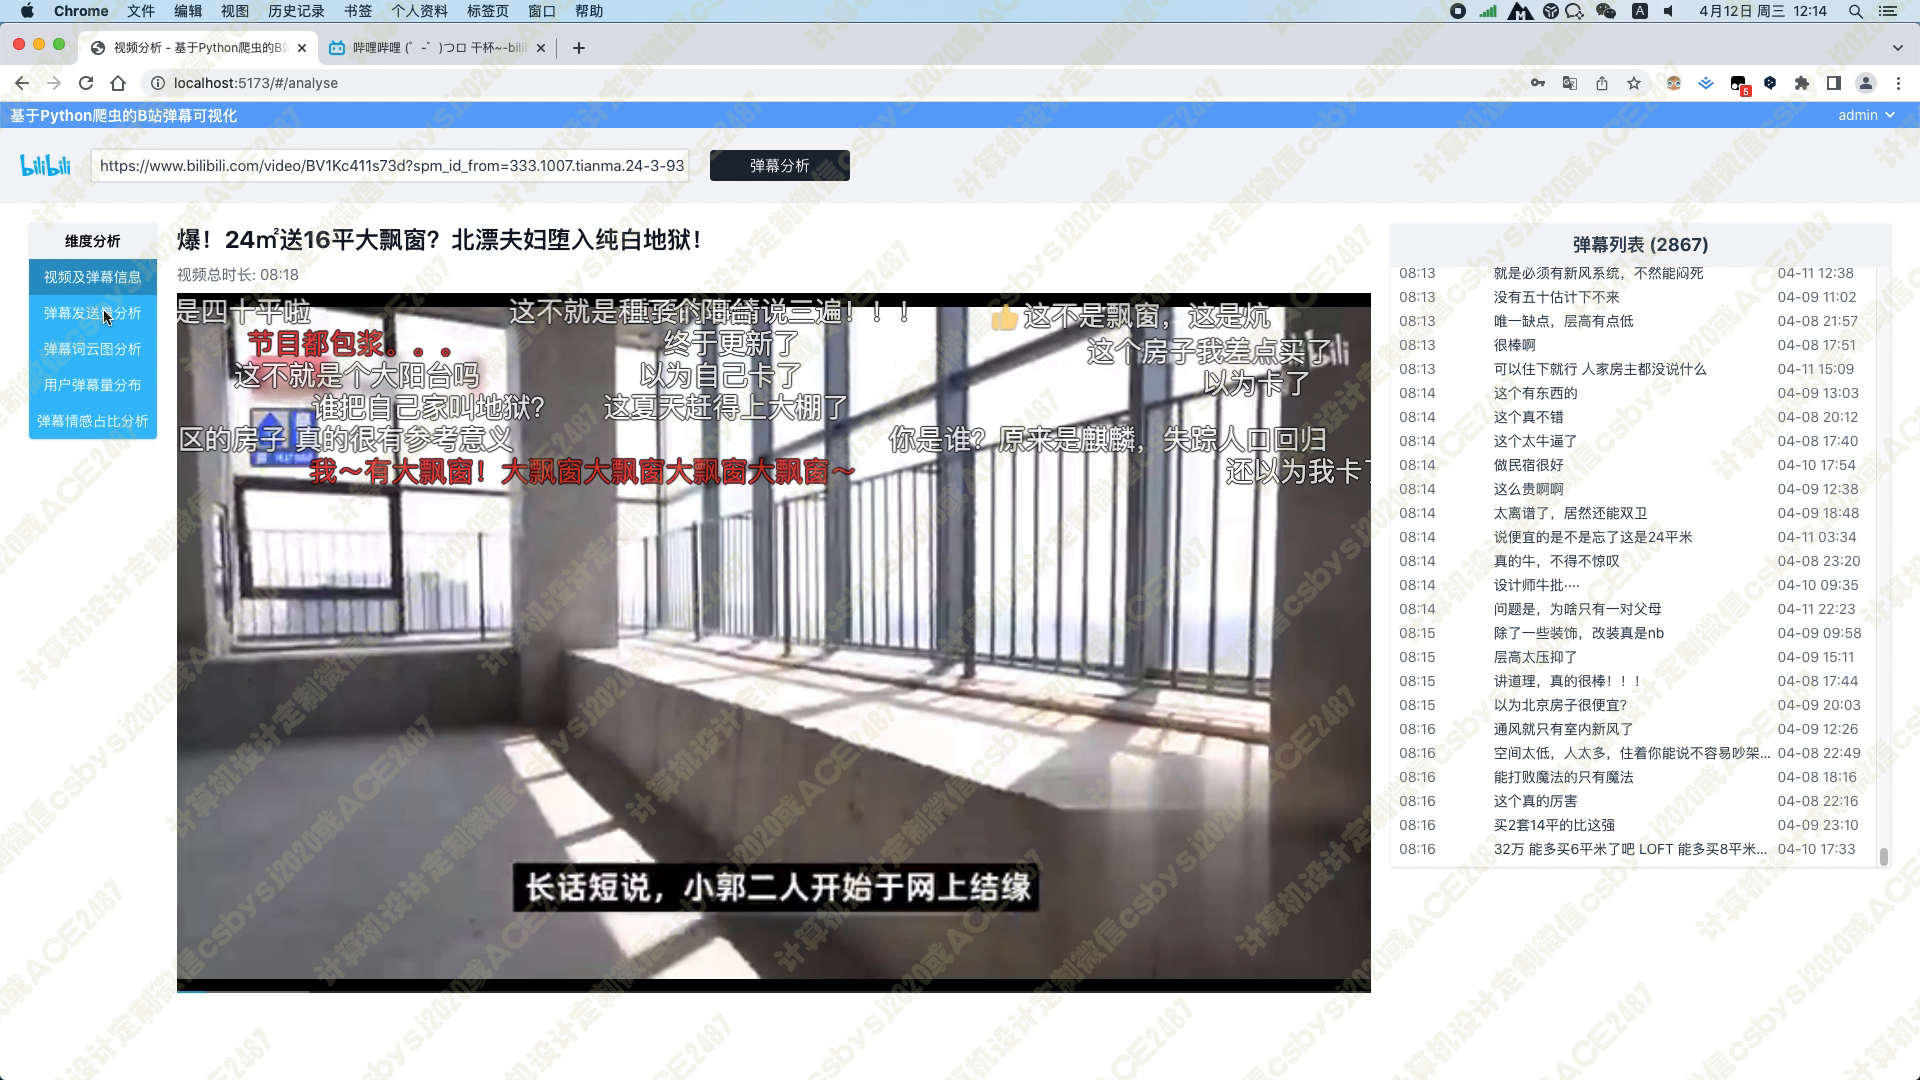 Chrome 文件 编辑 视图 历史记录 书签 个人资料 标签页 窗口 帮助 4月12日 周三 12:14
视频分析 - 基于Python爬虫的B 哔哩哔哩 (゜-゜)つロ 干杯~-bili
localhost:5173/#/analyse
5
基于Python爬虫的B站弹幕可视化 admin
bilibili https://www.bilibili.com/video/BV1Kc411s73d?spm_id_from=333.1007.tianma.24-3-93 弹幕分析
维度分析
视频及弹幕信息
弹幕发送 分析
弹幕词云图分析
用户弹幕量分布
弹幕情感占比分析
爆！24㎡送16平大飘窗？北漂夫妇堕入纯白地狱！
视频总时长: 08:18
是四十平啦
这不是飘窗，这是炕
节目都包浆。。。
终于更新了
这个房子我差点买了
这不就是个大阳台吗
以为自己卡了
以为卡了
谁把自己家叫地狱？
这夏天赶得上大棚了
区的房子 真的很有参考意义
你是谁？原来是麒麟，失踪人口回归
我～有大飘窗！大飘窗大飘窗大飘窗大飘窗～
还以为我卡了
长话短说，小郭二人开始于网上结缘
弹幕列表 (2867)
08:13 就是必须有新风系统，不然能闷死 04-11 12:38
08:13 没有五十估计下不来 04-09 11:02
08:13 唯一缺点，层高有点低 04-08 21:57
08:13 很棒啊 04-08 17:51
08:13 可以住下就行 人家房主都没说什么 04-11 15:09
08:14 这个有东西的 04-09 13:03
08:14 这个真不错 04-08 20:12
08:14 这个太牛逼了 04-08 17:40
08:14 做民宿很好 04-10 17:54
08:14 这么贵啊啊 04-09 12:38
08:14 太离谱了，居然还能双卫 04-09 18:48
08:14 说便宜的是不是忘了这是24平米 04-11 03:34
08:14 真的牛，不得不惊叹 04-08 23:20
08:14 设计师牛批···· 04-10 09:35
08:14 问题是，为啥只有一对父母 04-11 22:23
08:15 除了一些装饰，改装真是nb 04-09 09:58
08:15 层高太压抑了 04-09 15:11
08:15 讲道理，真的很棒！！！ 04-08 17:44
08:15 以为北京房子很便宜？ 04-09 20:03
08:16 通风就只有室内新风了 04-09 12:26
08:16 空间太低，人太多，住着你能说不容易吵架... 04-08 22:49
08:16 能打败魔法的只有魔法 04-08 18:16
08:16 这个真的厉害 04-08 22:16
08:16 买2套14平的比这强 04-09 23:10
08:16 32万 能多买6平米了吧 LOFT 能多买8平米... 04-10 17:33
计算机设计定制微信csbysj2020或ACE2487